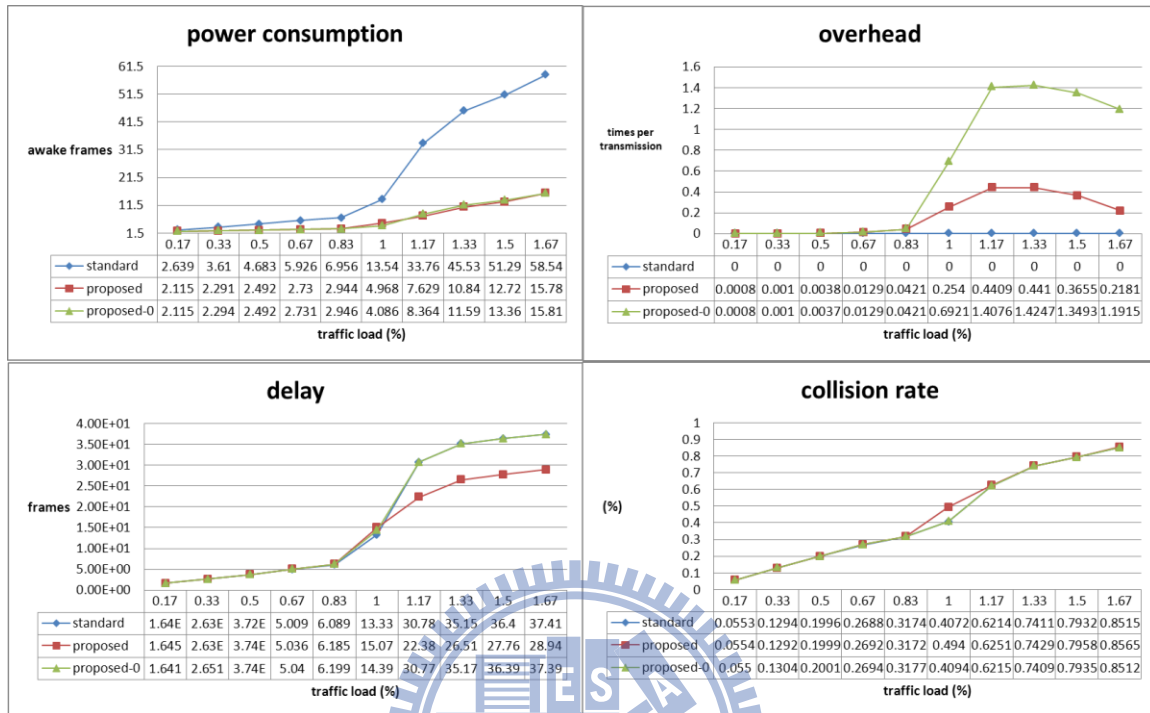 power consumption
61.5
51.5
41.5
31.5
21.5
11.5
1.5
awake frames
0.17 0.33 0.5 0.67 0.83 1 1.17 1.33 1.5 1.67
standard 2.639 3.61 4.683 5.926 6.956 13.54 33.76 45.53 51.29 58.54
proposed 2.115 2.291 2.492 2.73 2.944 4.968 7.629 10.84 12.72 15.78
proposed-0 2.115 2.294 2.492 2.731 2.946 4.086 8.364 11.59 13.36 15.81
traffic load (%)
overhead
1.6
1.4
1.2
1
0.8
0.6
0.4
0.2
0
times per
transmission
0.17 0.33 0.5 0.67 0.83 1 1.17 1.33 1.5 1.67
standard 0 0 0 0 0 0 0 0 0 0
proposed 0.0008 0.001 0.0038 0.0129 0.0421 0.254 0.4409 0.441 0.3655 0.2181
proposed-0 0.0008 0.001 0.0037 0.0129 0.0421 0.6921 1.4076 1.4247 1.3493 1.1915
traffic load (%)
delay
4.00E+01
3.50E+01
3.00E+01
2.50E+01
2.00E+01
1.50E+01
1.00E+01
5.00E+00
0.00E+00
frames
0.17 0.33 0.5 0.67 0.83 1 1.17 1.33 1.5 1.67
standard 1.64E 2.63E 3.72E 5.009 6.089 13.33 30.78 35.15 36.4 37.41
proposed 1.645 2.63E 3.74E 5.036 6.185 15.07 22.38 26.51 27.76 28.94
proposed-0 1.641 2.651 3.74E 5.04 6.199 14.39 30.77 35.17 36.39 37.39
traffic load (%)
collision rate
1
0.9
0.8
0.7
0.6
0.5
0.4
0.3
0.2
0.1
0
(%)
0.17 0.33 0.5 0.67 0.83 1 1.17 1.33 1.5 1.67
standard 0.0553 0.1294 0.1996 0.2688 0.3174 0.4072 0.6214 0.7411 0.7932 0.8515
proposed 0.0554 0.1292 0.1999 0.2692 0.3172 0.494 0.6251 0.7429 0.7958 0.8565
proposed-0 0.055 0.1304 0.2001 0.2694 0.3177 0.4094 0.6215 0.7409 0.7935 0.8512
traffic load (%)
E S A